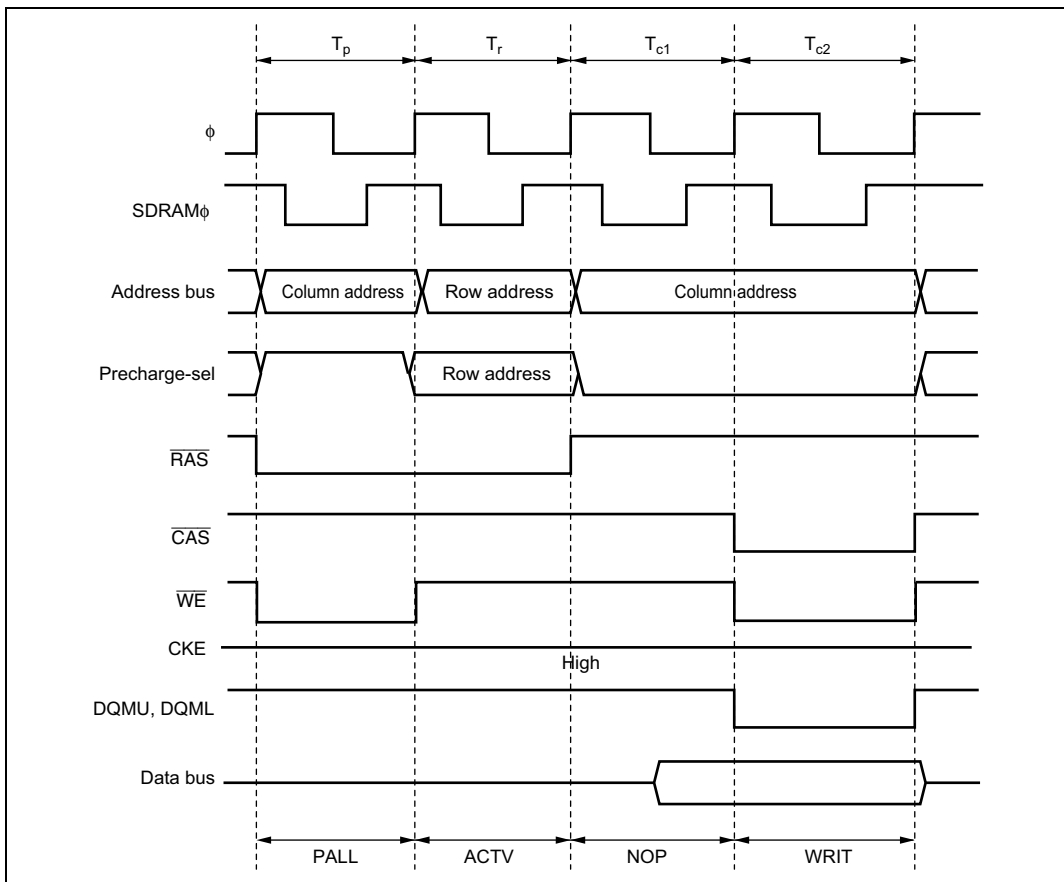 Tp Tr Tc1 Tc2
ϕ
SDRAMϕ
Address bus Column address Row address Column address
Precharge-sel Row address
RAS
CAS
WE
CKE
High
DQMU, DQML
Data bus
PALL ACTV NOP WRIT